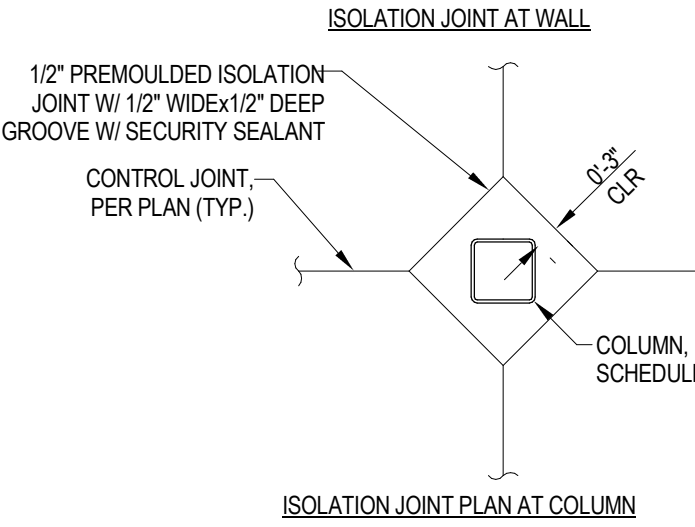 ISOLATION JOINT AT WALL
1/2" PREMOULDED ISOLATION
JOINT W/ 1/2" WIDEx1/2" DEEP
GROOVE W/ SECURITY SEALANT
CONTROL JOINT,
PER PLAN (TYP.)
0'-3"
CLR
COLUMN,
ISOLATION JOINT PLAN AT COLUMN